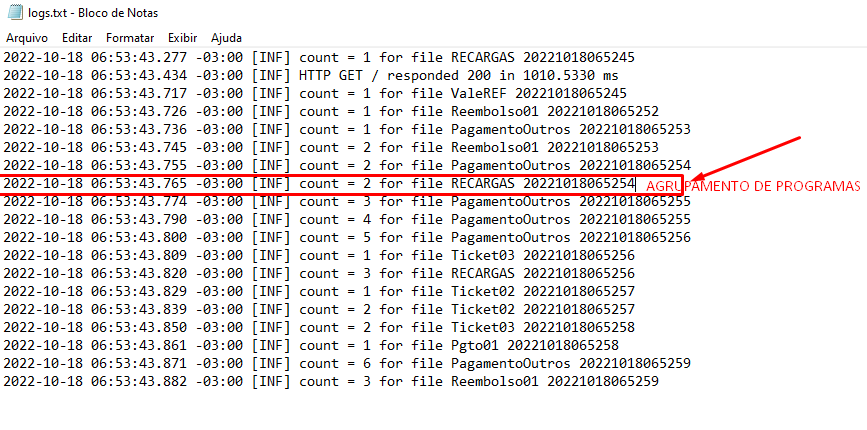 logs.txt - Bloco de Notas
Arquivo Editar Formatar Exibir Ajuda
2022-10-18 06:53:43.277 -03:00 [INF] count = 1 for file RECARGAS 20221018065245
2022-10-18 06:53:43.434 -03:00 [INF] HTTP GET / responded 200 in 1010.5330 ms
2022-10-18 06:53:43.717 -03:00 [INF] count = 1 for file ValeREF 20221018065245
2022-10-18 06:53:43.726 -03:00 [INF] count = 1 for file Reembolso01 20221018065252
2022-10-18 06:53:43.736 -03:00 [INF] count = 1 for file PagamentoOutros 20221018065253
2022-10-18 06:53:43.745 -03:00 [INF] count = 2 for file Reembolso01 20221018065253
2022-10-18 06:53:43.755 -03:00 [INF] count = 2 for file PagamentoOutros 20221018065254
2022-10-18 06:53:43.765 -03:00 [INF] count = 2 for file RECARGAS 20221018065254 AGRUPAMENTO DE PROGRAMAS
2022-10-18 06:53:43.774 -03:00 [INF] count = 3 for file PagamentoOutros 20221018065255
2022-10-18 06:53:43.790 -03:00 [INF] count = 4 for file PagamentoOutros 20221018065255
2022-10-18 06:53:43.800 -03:00 [INF] count = 5 for file PagamentoOutros 20221018065256
2022-10-18 06:53:43.809 -03:00 [INF] count = 1 for file Ticket03 20221018065256
2022-10-18 06:53:43.820 -03:00 [INF] count = 3 for file RECARGAS 20221018065256
2022-10-18 06:53:43.829 -03:00 [INF] count = 1 for file Ticket02 20221018065257
2022-10-18 06:53:43.839 -03:00 [INF] count = 2 for file Ticket02 20221018065257
2022-10-18 06:53:43.850 -03:00 [INF] count = 2 for file Ticket03 20221018065258
2022-10-18 06:53:43.861 -03:00 [INF] count = 1 for file Pgto01 20221018065258
2022-10-18 06:53:43.871 -03:00 [INF] count = 6 for file PagamentoOutros 20221018065259
2022-10-18 06:53:43.882 -03:00 [INF] count = 3 for file Reembolso01 20221018065259